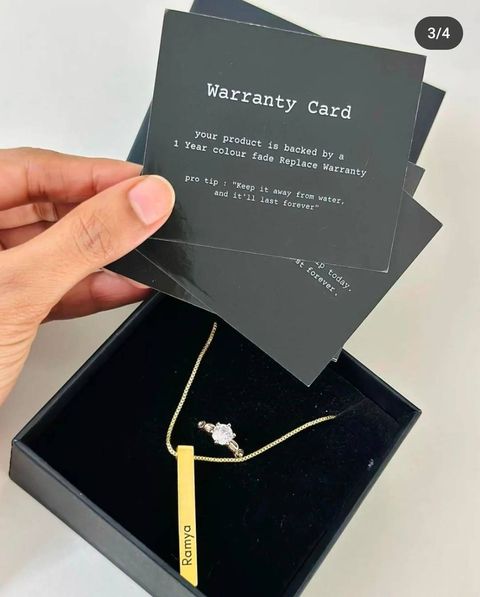 3/4
Warranty Card
your product is backed by a
1 Year colour fade Replace Warranty
pro tip : "Keep it away from water,
and it'll last forever"
today.
forever.
Ramya